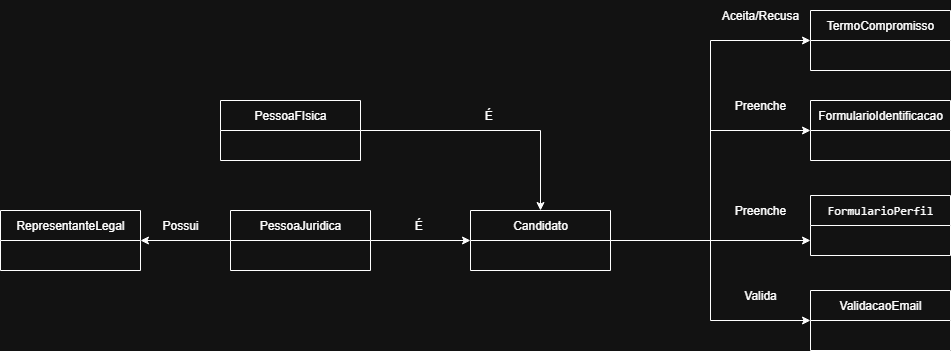 Aceita/Recusa
TermoCompromisso
PessoaFIsica
É
Preenche
FormularioIdentificacao
RepresentanteLegal
Possui
PessoaJuridica
É
Candidato
Preenche
FormularioPerfil
Valida
ValidacaoEmail